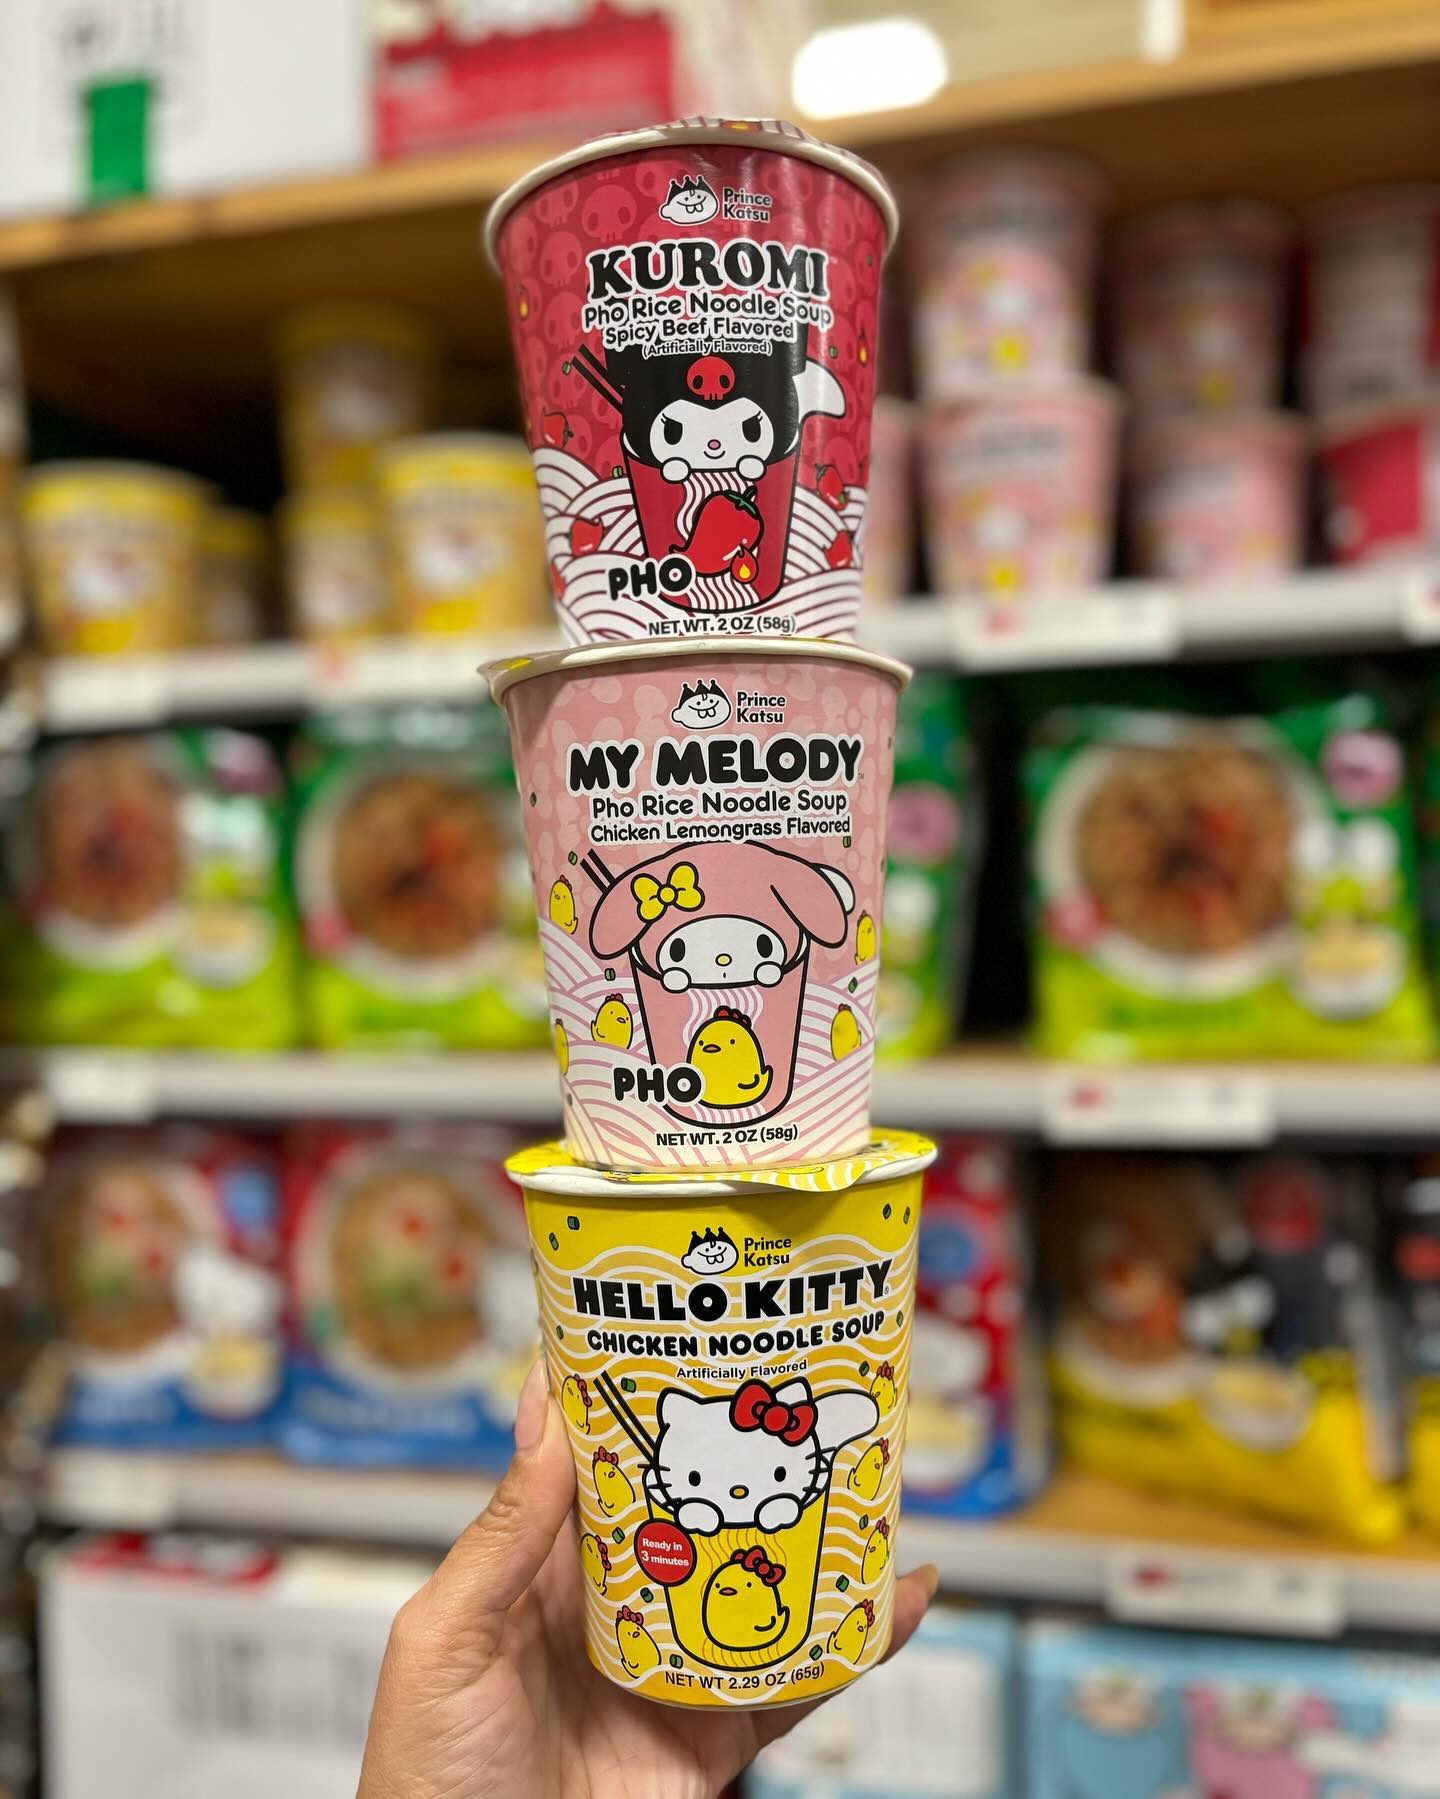 Prince
Katsu
KUROMI™
Pho Rice Noodle Soup
Spicy Beef Flavored
(Artificially Flavored)
PHO
NET WT. 2 OZ (58g)
Prince
Katsu
MY MELODY™
Pho Rice Noodle Soup
Chicken Lemongrass Flavored
PHO
NET WT. 2 OZ (58g)
Prince
Katsu
HELLO KITTY®
CHICKEN NOODLE SOUP
Artificially Flavored
Ready in
3 minutes
NET WT 2.29 OZ (65g)